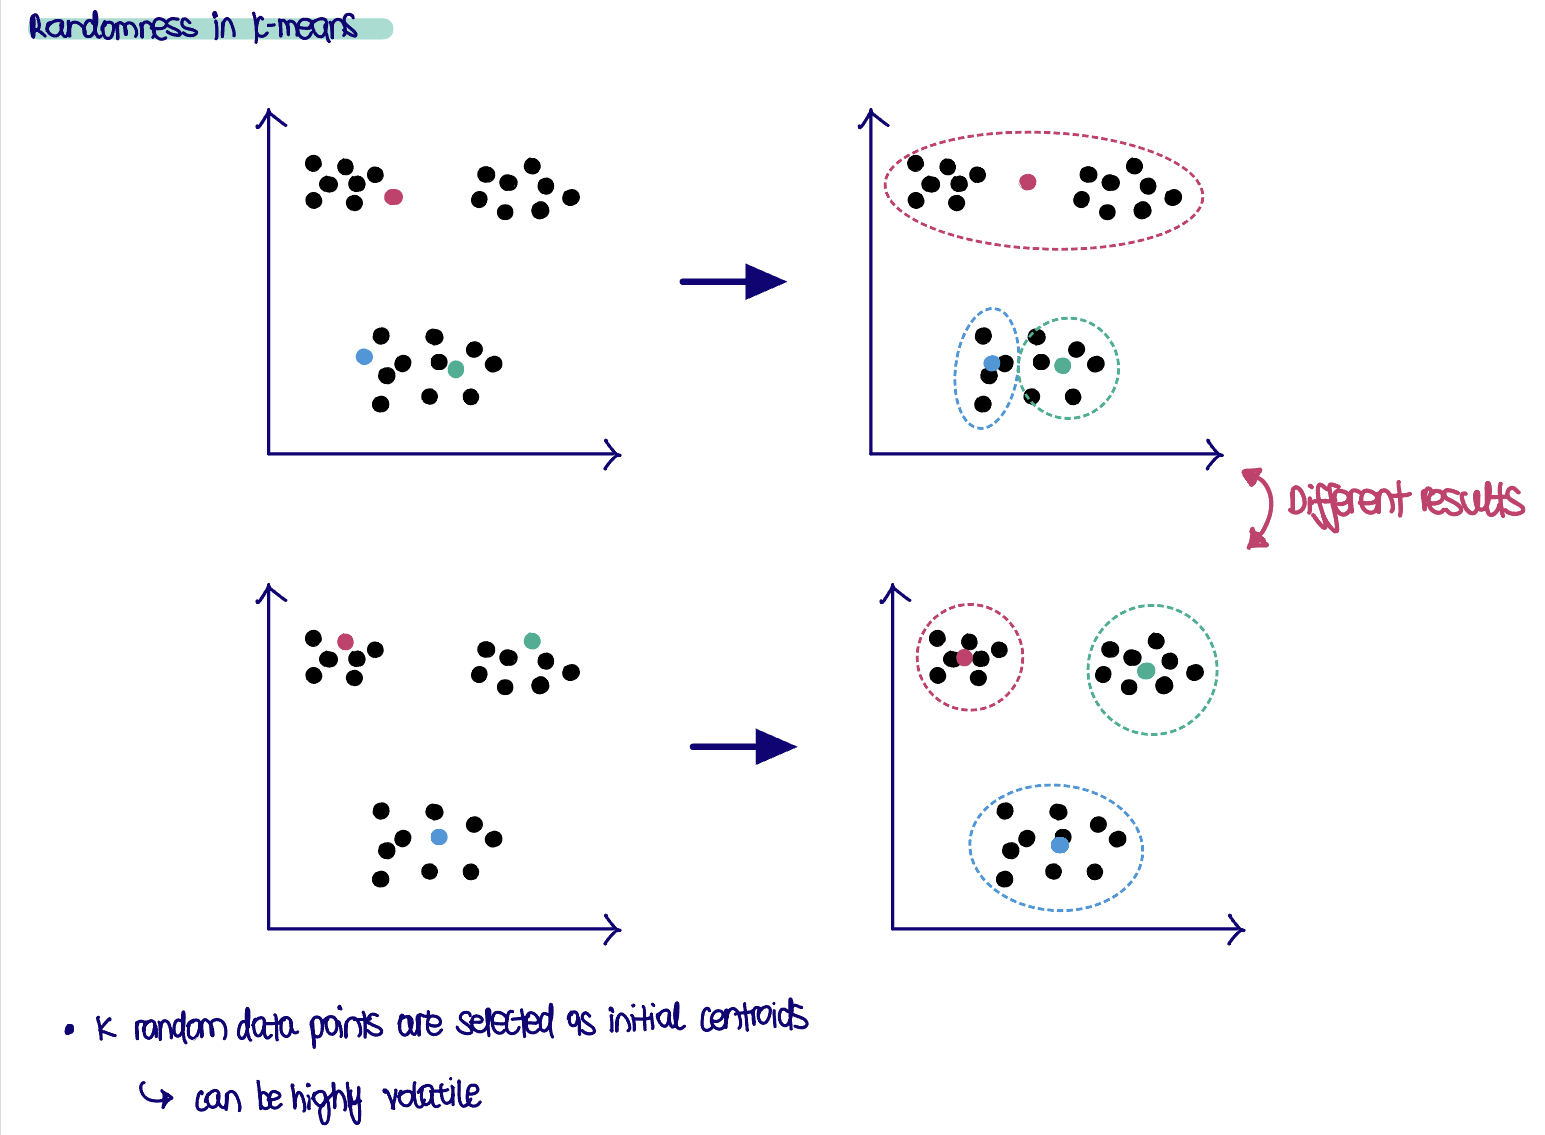 Randomness in k-means
Different results
• K random data points are selected as initial centroids
↳ can be highly volatile